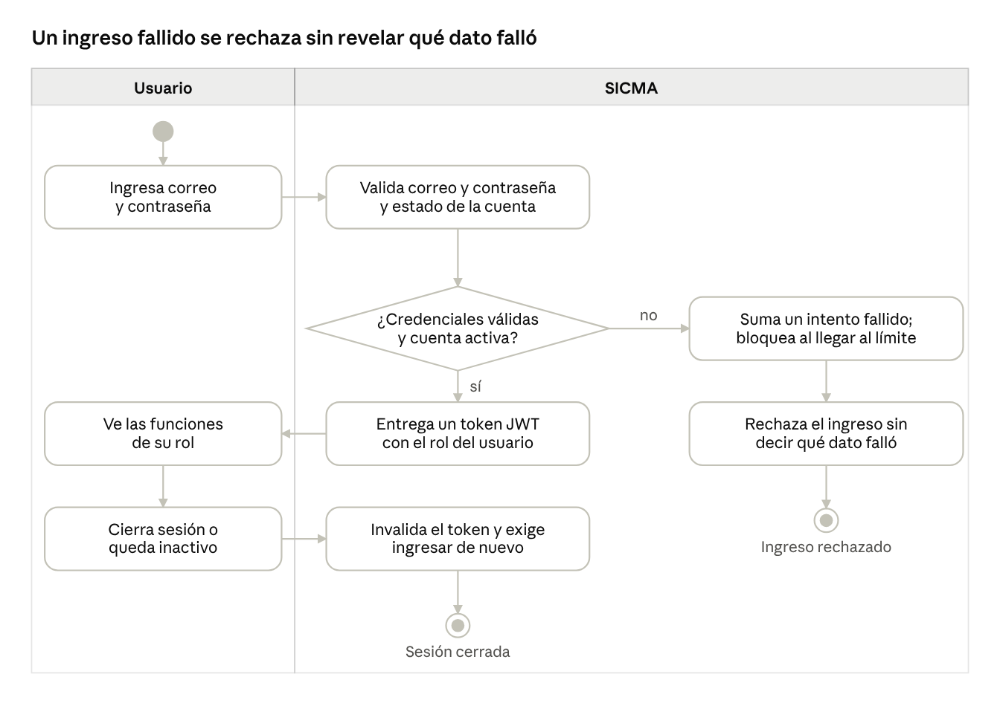 Un ingreso fallido se rechaza sin revelar qué dato falló
Usuario
SICMA
Ingresa correo
y contraseña
Valida correo y contraseña
y estado de la cuenta
¿Credenciales válidas
y cuenta activa?
no
Suma un intento fallido;
bloquea al llegar al límite
sí
Ve las funciones
de su rol
Entrega un token JWT
con el rol del usuario
Rechaza el ingreso sin
decir qué dato falló
Cierra sesión o
queda inactivo
Invalida el token y exige
ingresar de nuevo
Ingreso rechazado
Sesión cerrada